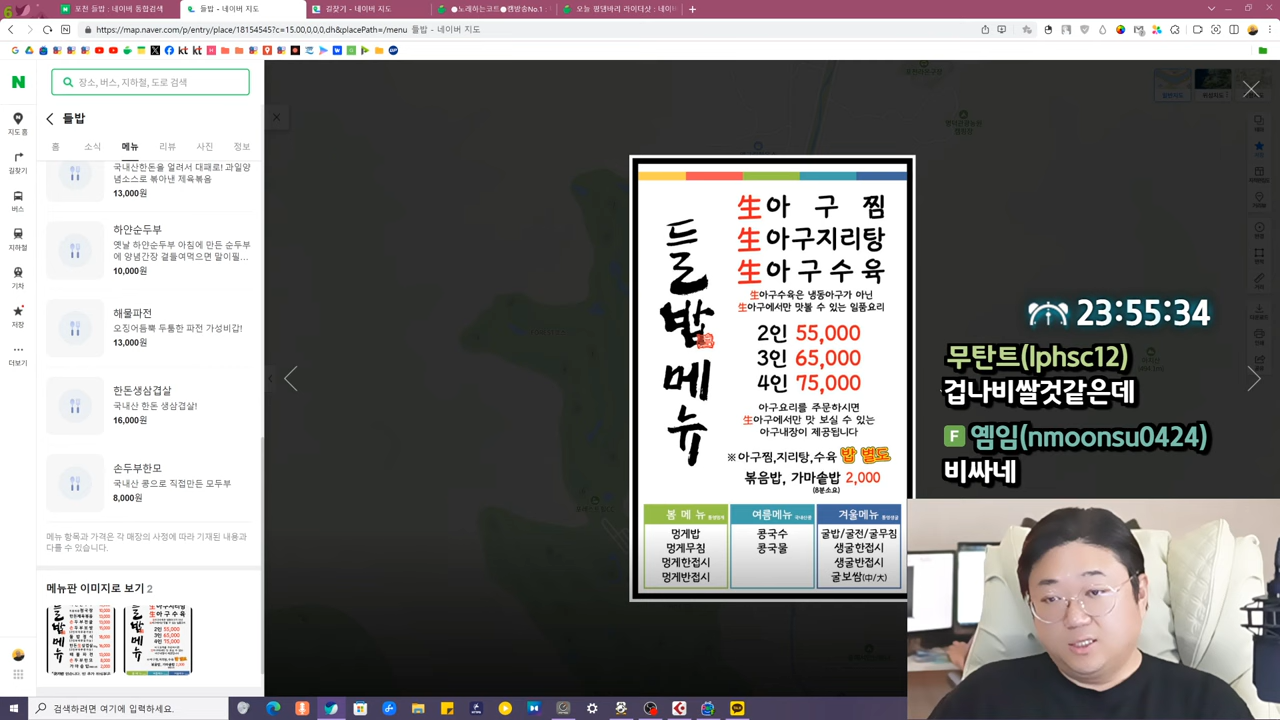 포천 들밥 : 네이버 통합검색
들밥 - 네이버 지도
길찾기 - 네이버 지도
●노래하는코트●캠방송No.1 :
오늘 평냉바리 라이더샷 : 네이버
https://map.naver.com/p/entry/place/18154545?c=15.00,0,0,0,dh&placePath=/menu 들밥 - 네이버 지도
장소, 버스, 지하철, 도로 검색
지도 홈
길찾기
버스
지하철
기차
저장
더보기
들밥
홈 소식 메뉴 리뷰 사진 정보
국내산한돈을 얼려서 대패로! 과일양
념소스로 볶아낸 제육볶음
13,000원
하얀순두부
옛날 하얀순두부 아침에 만든 순두부
에 양념간장 곁들여먹으면 말이필...
10,000원
해물파전
오징어듬뿍 두툼한 파전 가성비갑!
13,000원
한돈생삼겹살
국내산 한돈 생삼겹살!
16,000원
손두부한모
국내산 콩으로 직접만든 모두부
8,000원
메뉴 항목과 가격은 각 매장의 사정에 따라 기재된 내용과
다를 수 있습니다.
메뉴판 이미지로 보기 2
들밥 메뉴
生아 구 찜
生아구지리탕
生아구수육
生아구수육은 냉동아구가 아닌
生아구에서만 맛볼 수 있는 일품요리
2인 55,000
3인 65,000
4인 75,000
아구요리를 주문하시면
生아구에서만 맛 보실 수 있는
아구내장이 제공됩니다
※아구찜,지리탕,수육 밥 별도
볶음밥, 가마솥밥 2,000
(8분소요)
봄 메 뉴
멍게밥
멍게무침
멍게한접시
멍게반접시
여름메뉴
콩국수
콩국물
겨울메뉴
굴밥/굴전/굴무침
생굴한접시
생굴반접시
굴보쌈(中/大)
23:55:34
무탄트(lphsc12)
겁나비쌀것같은데
F 옘임(nmoonsu0424)
비싸네
검색하려면 여기에 입력하세요.